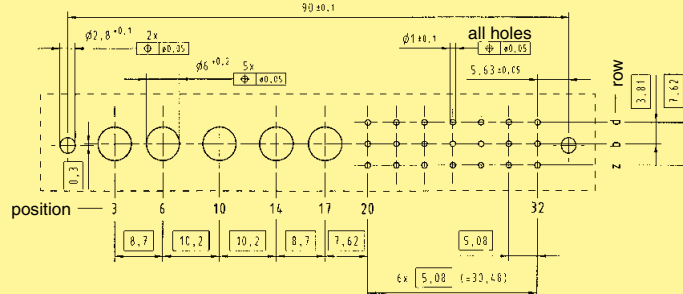 90±0.1
ø2,8 +0.1 2x
⌖ ø0.05
ø6 +0.2 5x
⌖ ø0.05
ø1±0.1 all holes
⌖ ø0.05
5,63±0.05
row
3.81
7.62
d
b
z
0.3
position
3 6 10 14 17 20 32
8,7 10,2 10,2 8,7 7,62 5,08
6x 5,08 (=30,48)